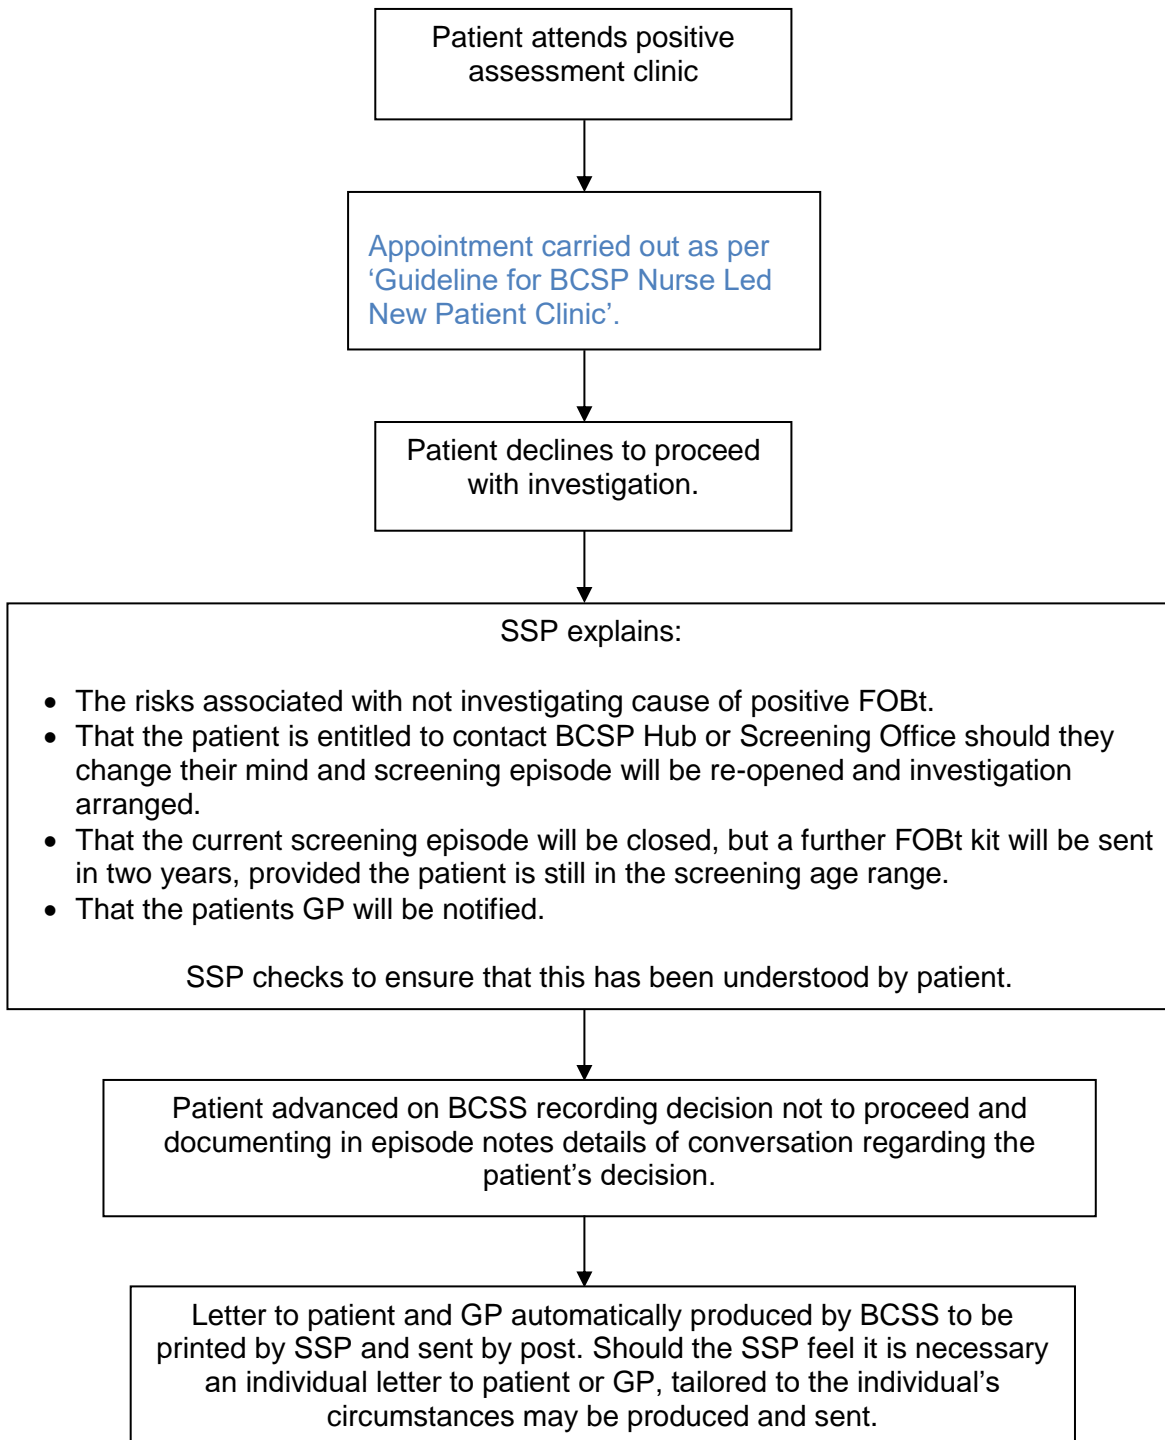 Patient attends positive
assessment clinic
Appointment carried out as per
‘Guideline for BCSP Nurse Led
New Patient Clinic’.
Patient declines to proceed
with investigation.
SSP explains:
• The risks associated with not investigating cause of positive FOBt.
• That the patient is entitled to contact BCSP Hub or Screening Office should they
change their mind and screening episode will be re-opened and investigation
arranged.
• That the current screening episode will be closed, but a further FOBt kit will be sent
in two years, provided the patient is still in the screening age range.
• That the patients GP will be notified.
SSP checks to ensure that this has been understood by patient.
Patient advanced on BCSS recording decision not to proceed and
documenting in episode notes details of conversation regarding the
patient’s decision.
Letter to patient and GP automatically produced by BCSS to be
printed by SSP and sent by post. Should the SSP feel it is necessary
an individual letter to patient or GP, tailored to the individual’s
circumstances may be produced and sent.